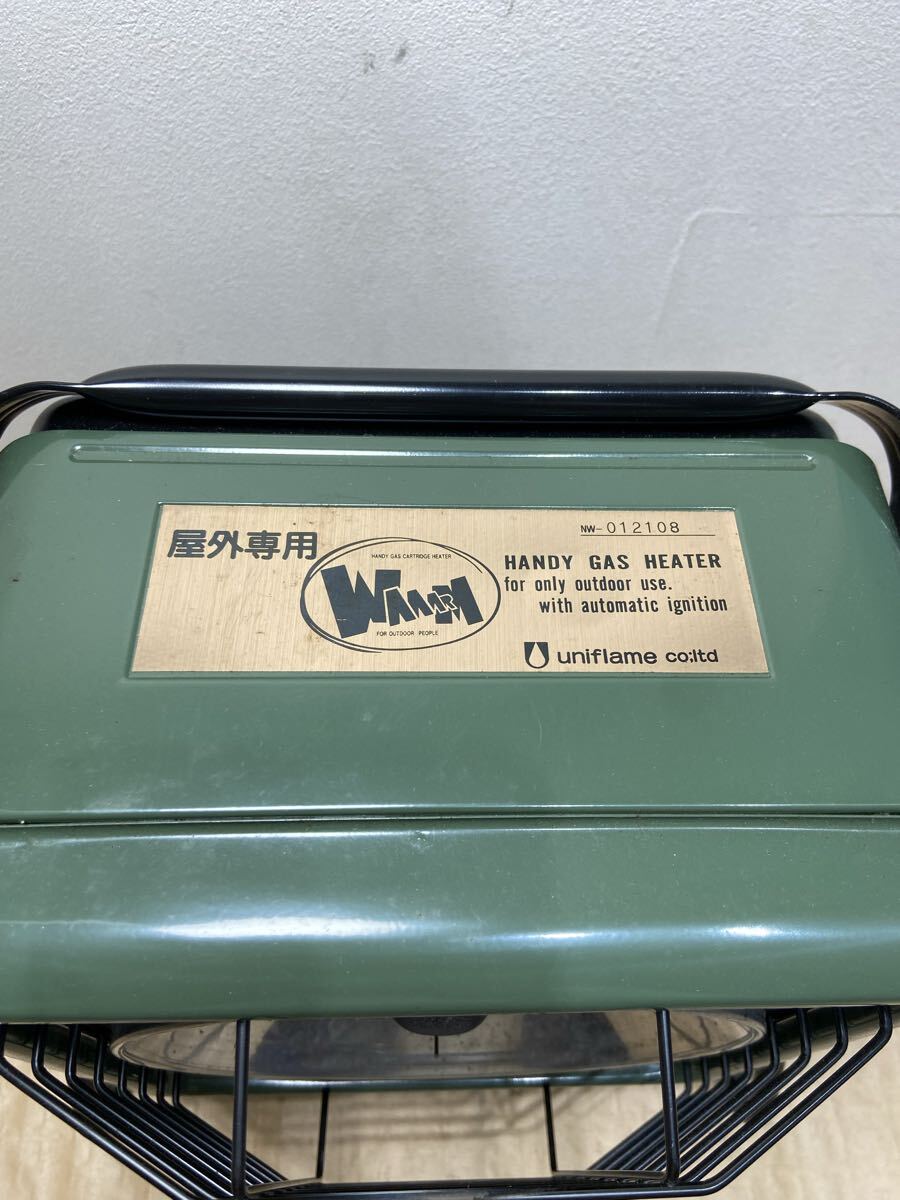 屋外専用
HANDY GAS CARTRIDGE HEATER
WAAARM
FOR OUTDOOR PEOPLE
NW-012108
HANDY GAS HEATER
for only outdoor use.
with automatic ignition
uniflame co;ltd